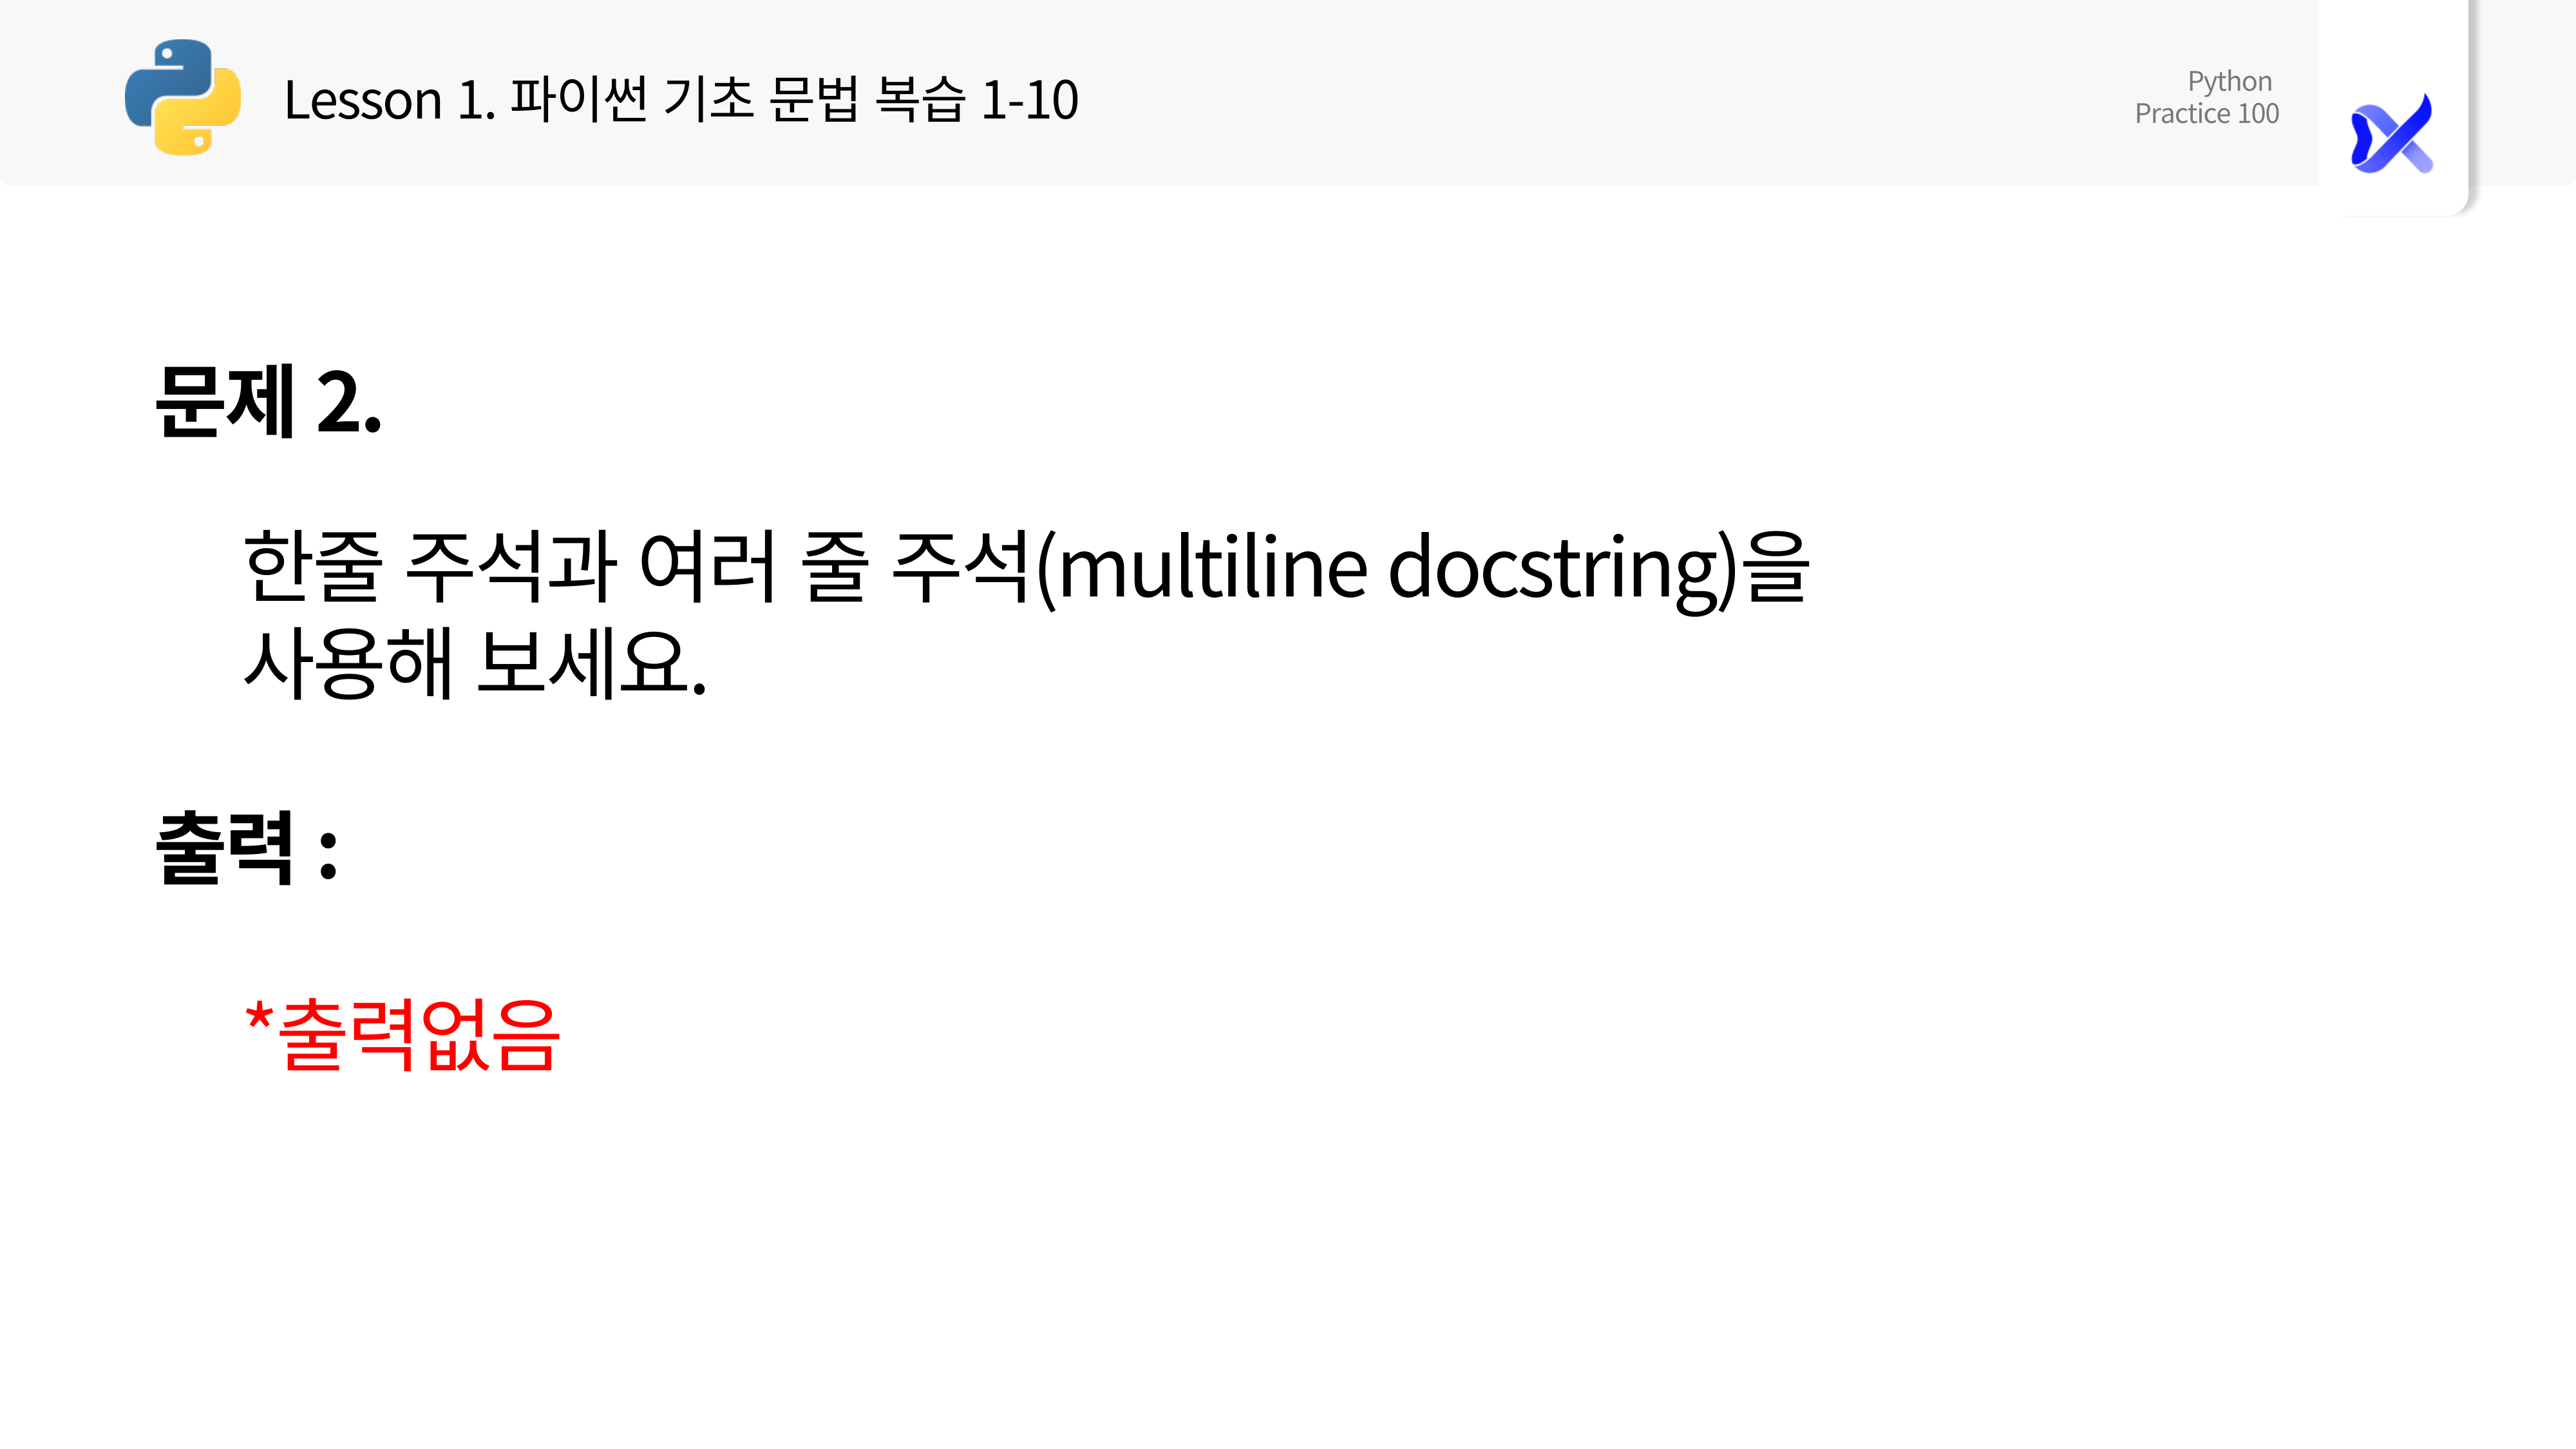 Lesson 1. 파이썬 기초 문법 복습 1-10
Python
Practice 100
문제 2.
한줄 주석과 여러 줄 주석(multiline docstring)을
사용해 보세요.
출력 :
*출력없음